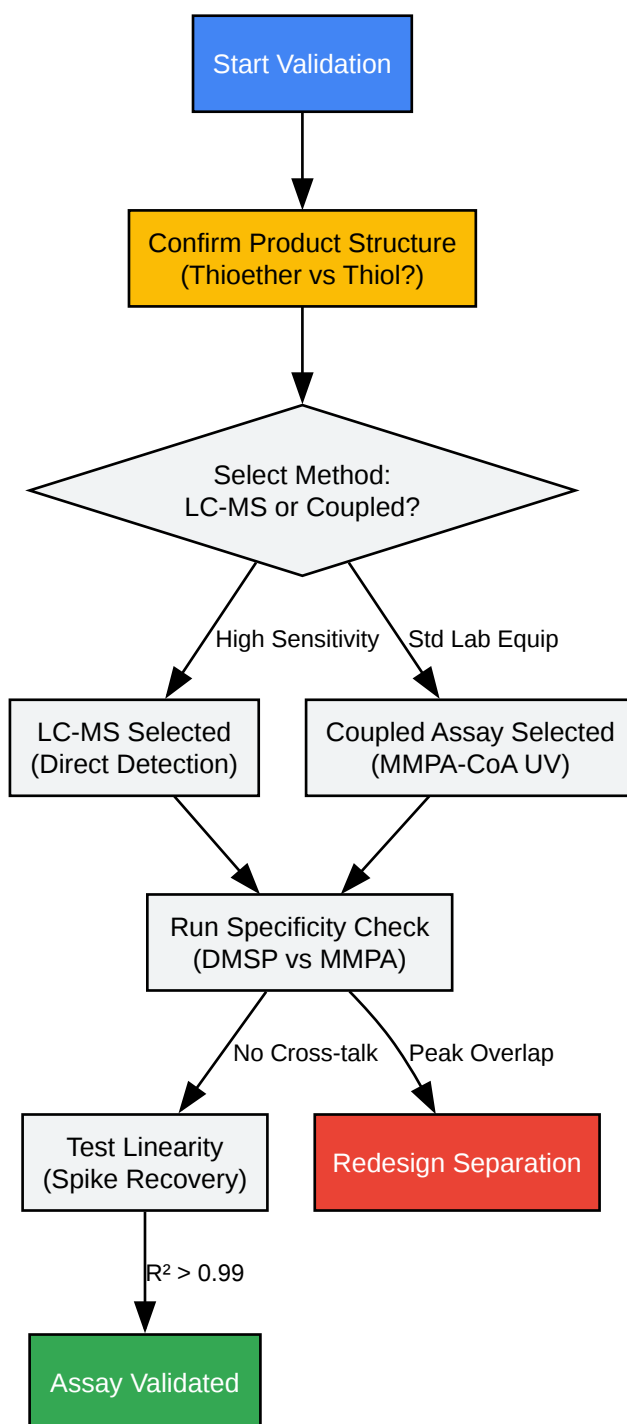 Start Validation
Confirm Product Structure
(Thioether vs Thiol?)
Select Method:
LC-MS or Coupled?
High Sensitivity
Std Lab Equip
LC-MS Selected
(Direct Detection)
Coupled Assay Selected
(MMPA-CoA UV)
Run Specificity Check
(DMSP vs MMPA)
No Cross-talk
Peak Overlap
Test Linearity
(Spike Recovery)
Redesign Separation
R² > 0.99
Assay Validated